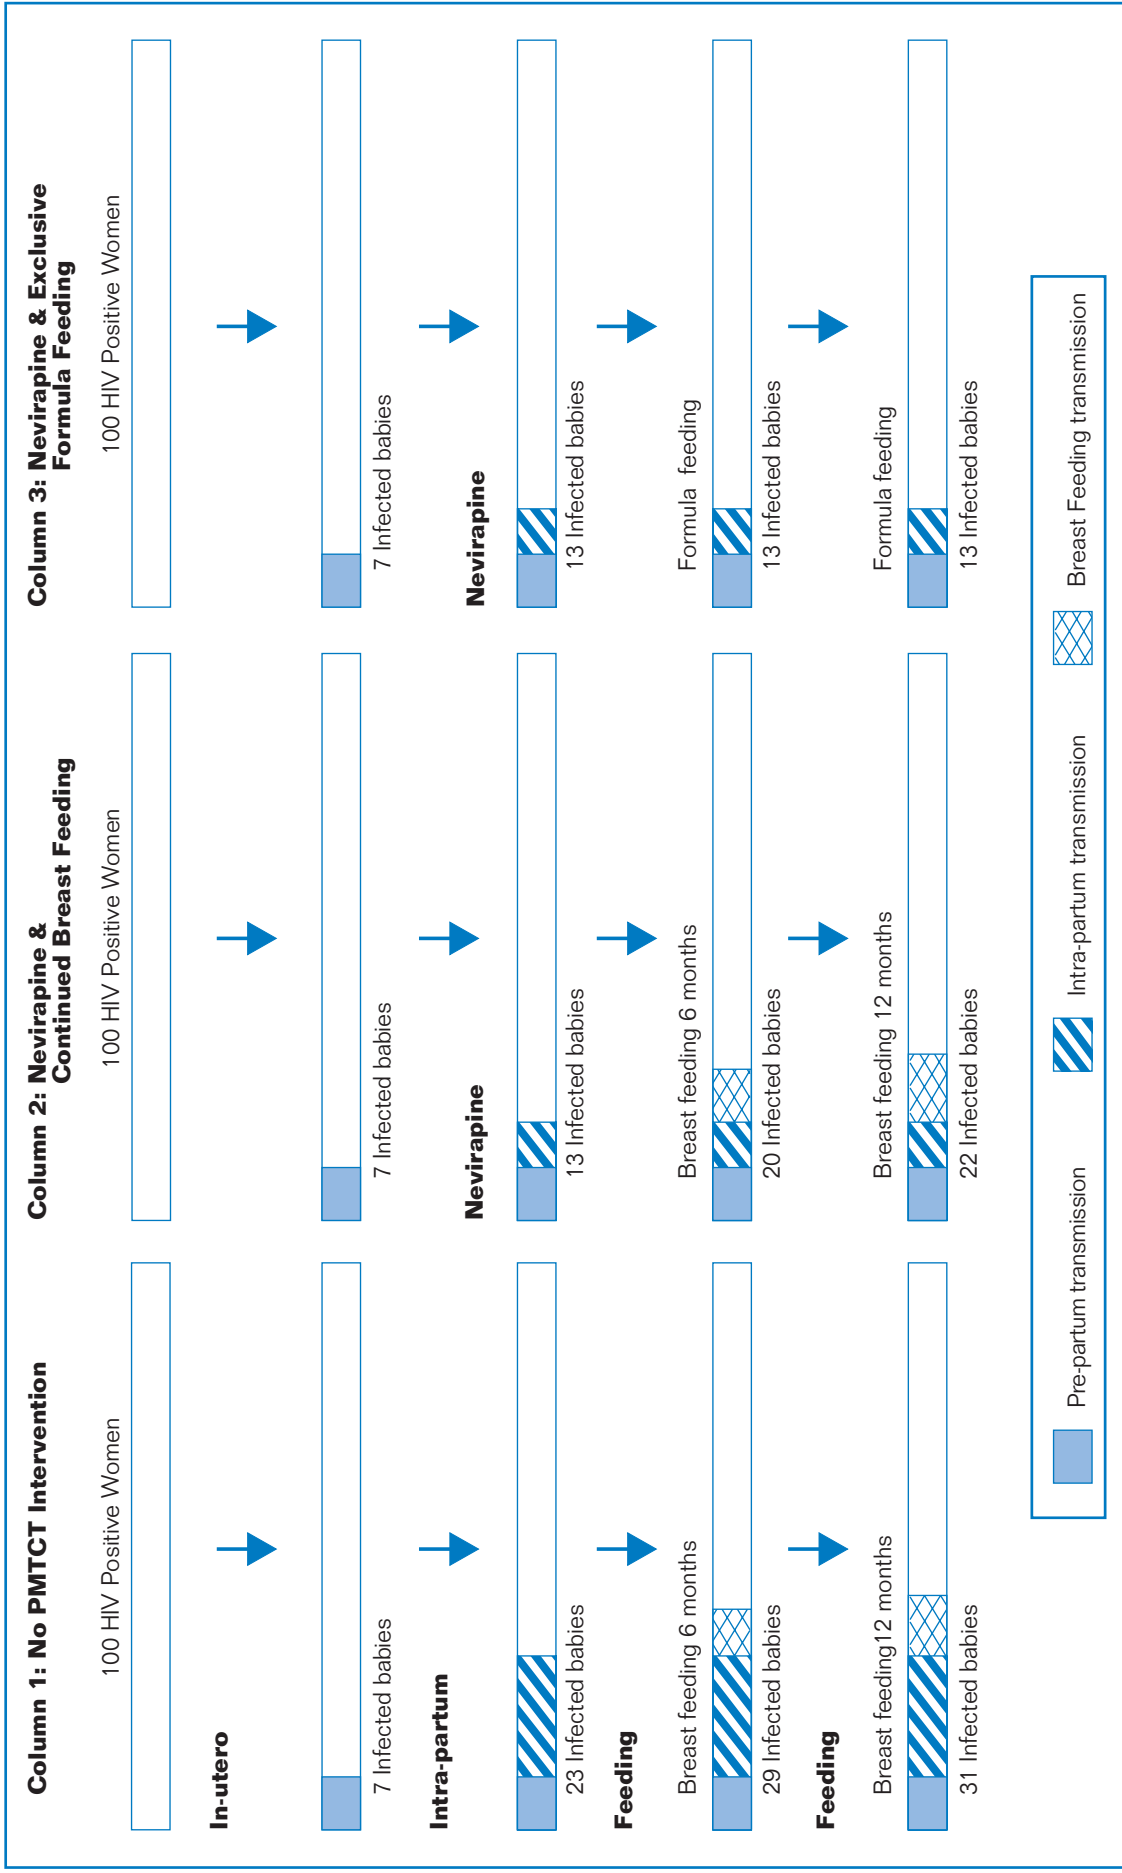 Column 1: No PMTCT Intervention
100 HIV Positive Women
In-utero
7 Infected babies
Intra-partum
23 Infected babies
Feeding
Breast feeding 6 months
29 Infected babies
Feeding
Breast feeding12 months
31 Infected babies
Column 2: Nevirapine &
Continued Breast Feeding
100 HIV Positive Women
7 Infected babies
Nevirapine
13 Infected babies
Breast feeding 6 months
20 Infected babies
Breast feeding 12 months
22 Infected babies
Column 3: Nevirapine & Exclusive
Formula Feeding
100 HIV Positive Women
7 Infected babies
Nevirapine
13 Infected babies
Formula feeding
13 Infected babies
Formula feeding
13 Infected babies
Pre-partum transmission
Intra-partum transmission
Breast Feeding transmission